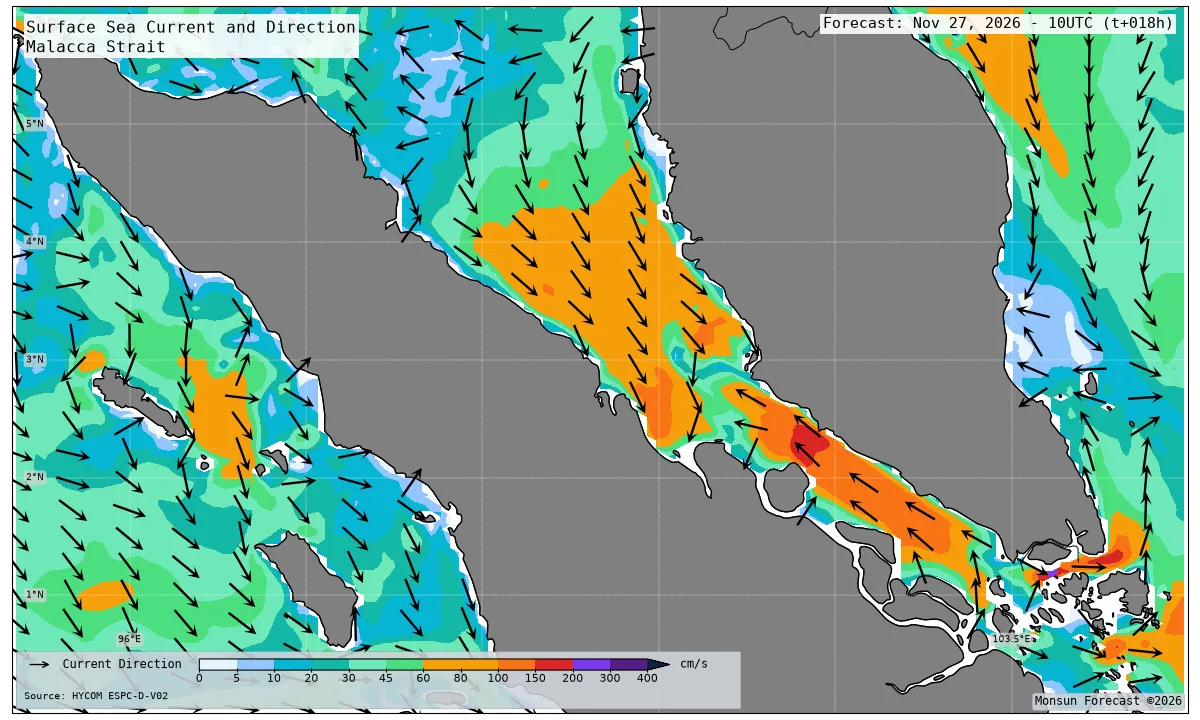 Surface Sea Current and Direction
Malacca Strait
Forecast: Nov 27, 2026 - 10UTC (t+018h)
5°N
4°N
3°N
2°N
1°N
96°E
103.5°E
Current Direction
0 5 10 20 30 45 60 80 100 150 200 300 400
cm/s
Source: HYCOM ESPC-D-V02
Monsun Forecast ©2026